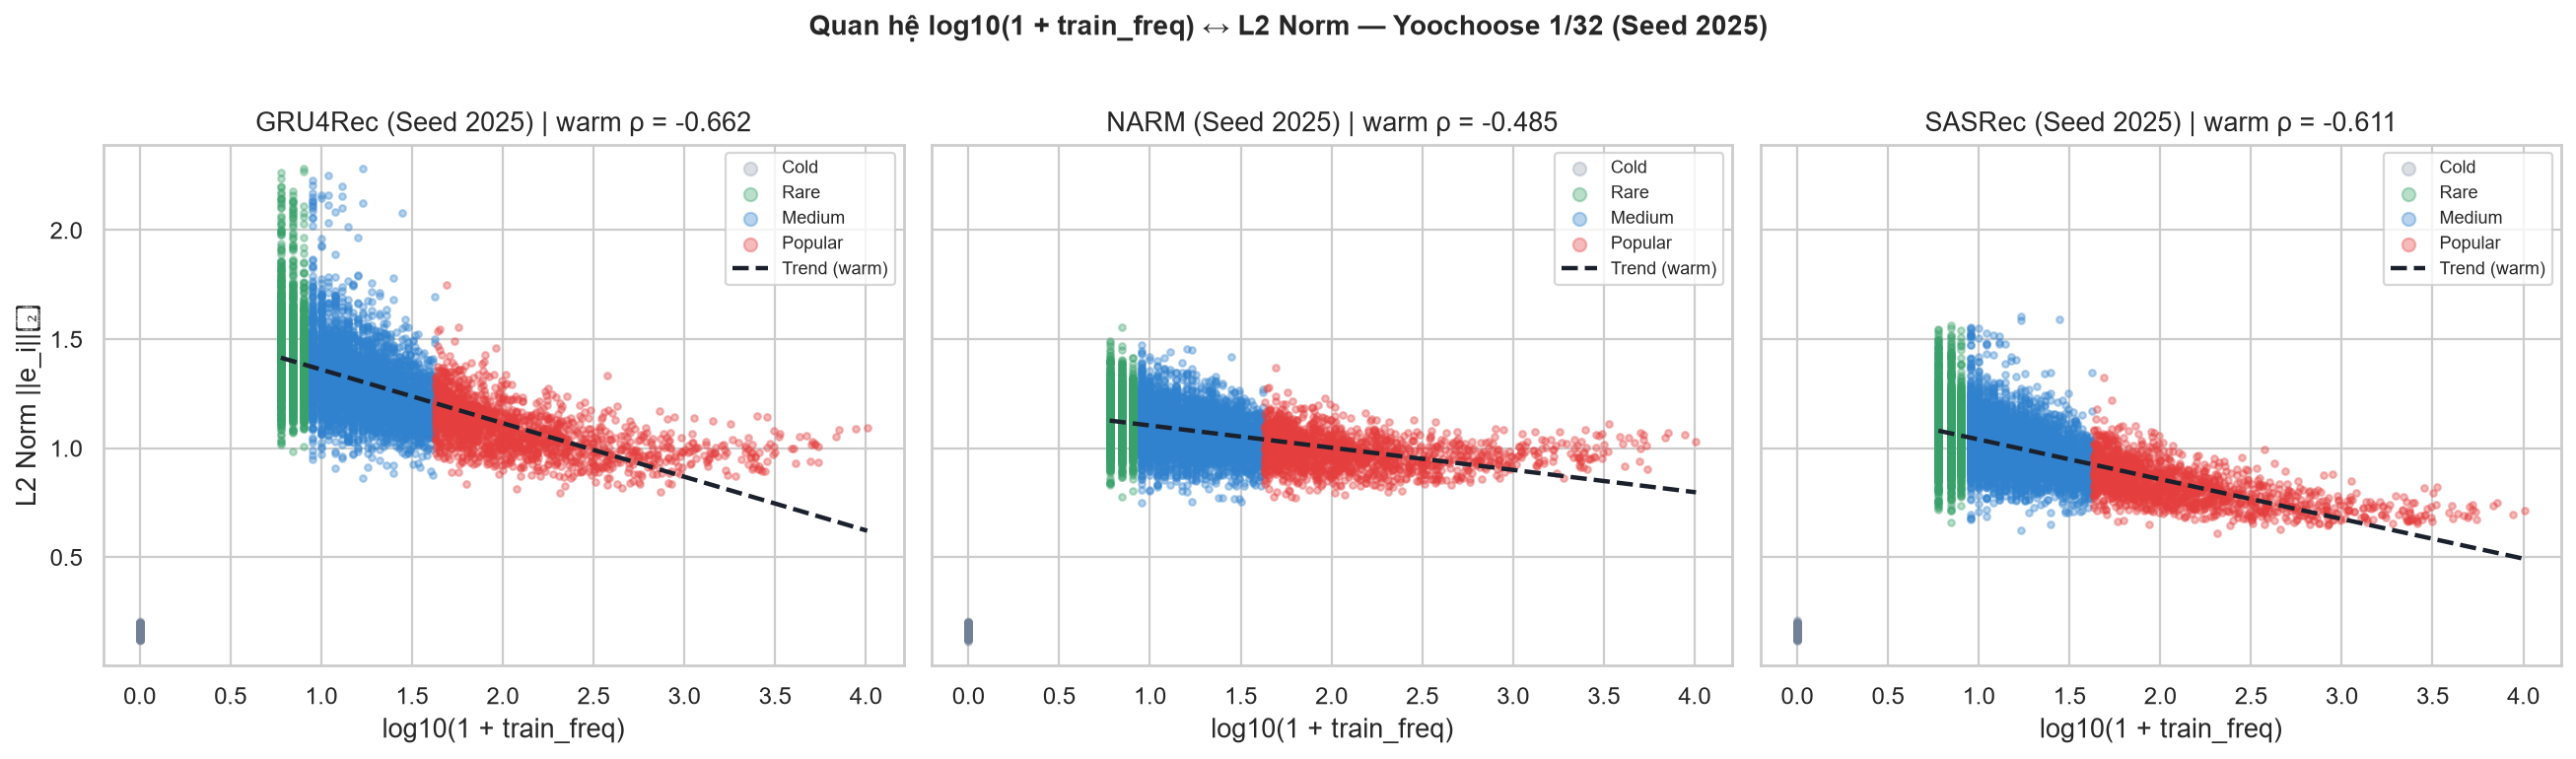 Quan hệ log10(1 + train_freq) ↔ L2 Norm — Yoochoose 1/32 (Seed 2025)
GRU4Rec (Seed 2025) | warm ρ = -0.662
L2 Norm ||e_i||₂
2.0
1.5
1.0
0.5
Cold
Rare
Medium
Popular
Trend (warm)
0.0 0.5 1.0 1.5 2.0 2.5 3.0 3.5 4.0
log10(1 + train_freq)
NARM (Seed 2025) | warm ρ = -0.485
Cold
Rare
Medium
Popular
Trend (warm)
0.0 0.5 1.0 1.5 2.0 2.5 3.0 3.5 4.0
log10(1 + train_freq)
SASRec (Seed 2025) | warm ρ = -0.611
Cold
Rare
Medium
Popular
Trend (warm)
0.0 0.5 1.0 1.5 2.0 2.5 3.0 3.5 4.0
log10(1 + train_freq)